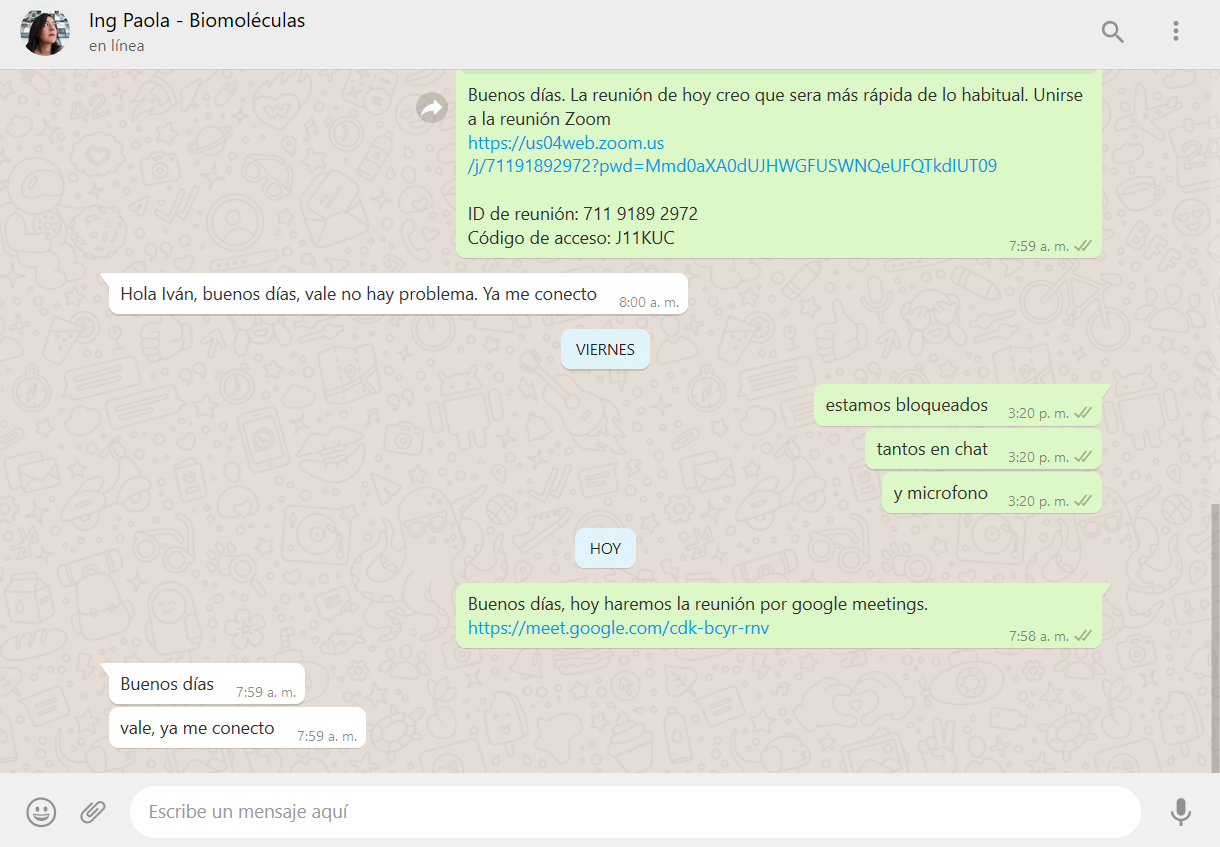 Ing Paola - Biomoléculas
en línea
Buenos días. La reunión de hoy creo que sera más rápida de lo habitual. Unirse
a la reunión Zoom
https://us04web.zoom.us
/j/71191892972?pwd=Mmd0aXA0dUJHWGFUSWNQeUFQTkdIUT09
ID de reunión: 711 9189 2972
Código de acceso: J11KUC
7:59 a. m.
Hola Iván, buenos días, vale no hay problema. Ya me conecto
8:00 a. m.
VIERNES
estamos bloqueados
3:20 p. m.
tantos en chat
3:20 p. m.
y microfono
3:20 p. m.
HOY
Buenos días, hoy haremos la reunión por google meetings.
https://meet.google.com/cdk-bcyr-rnv
7:58 a. m.
Buenos días
7:59 a. m.
vale, ya me conecto
7:59 a. m.
Escribe un mensaje aquí